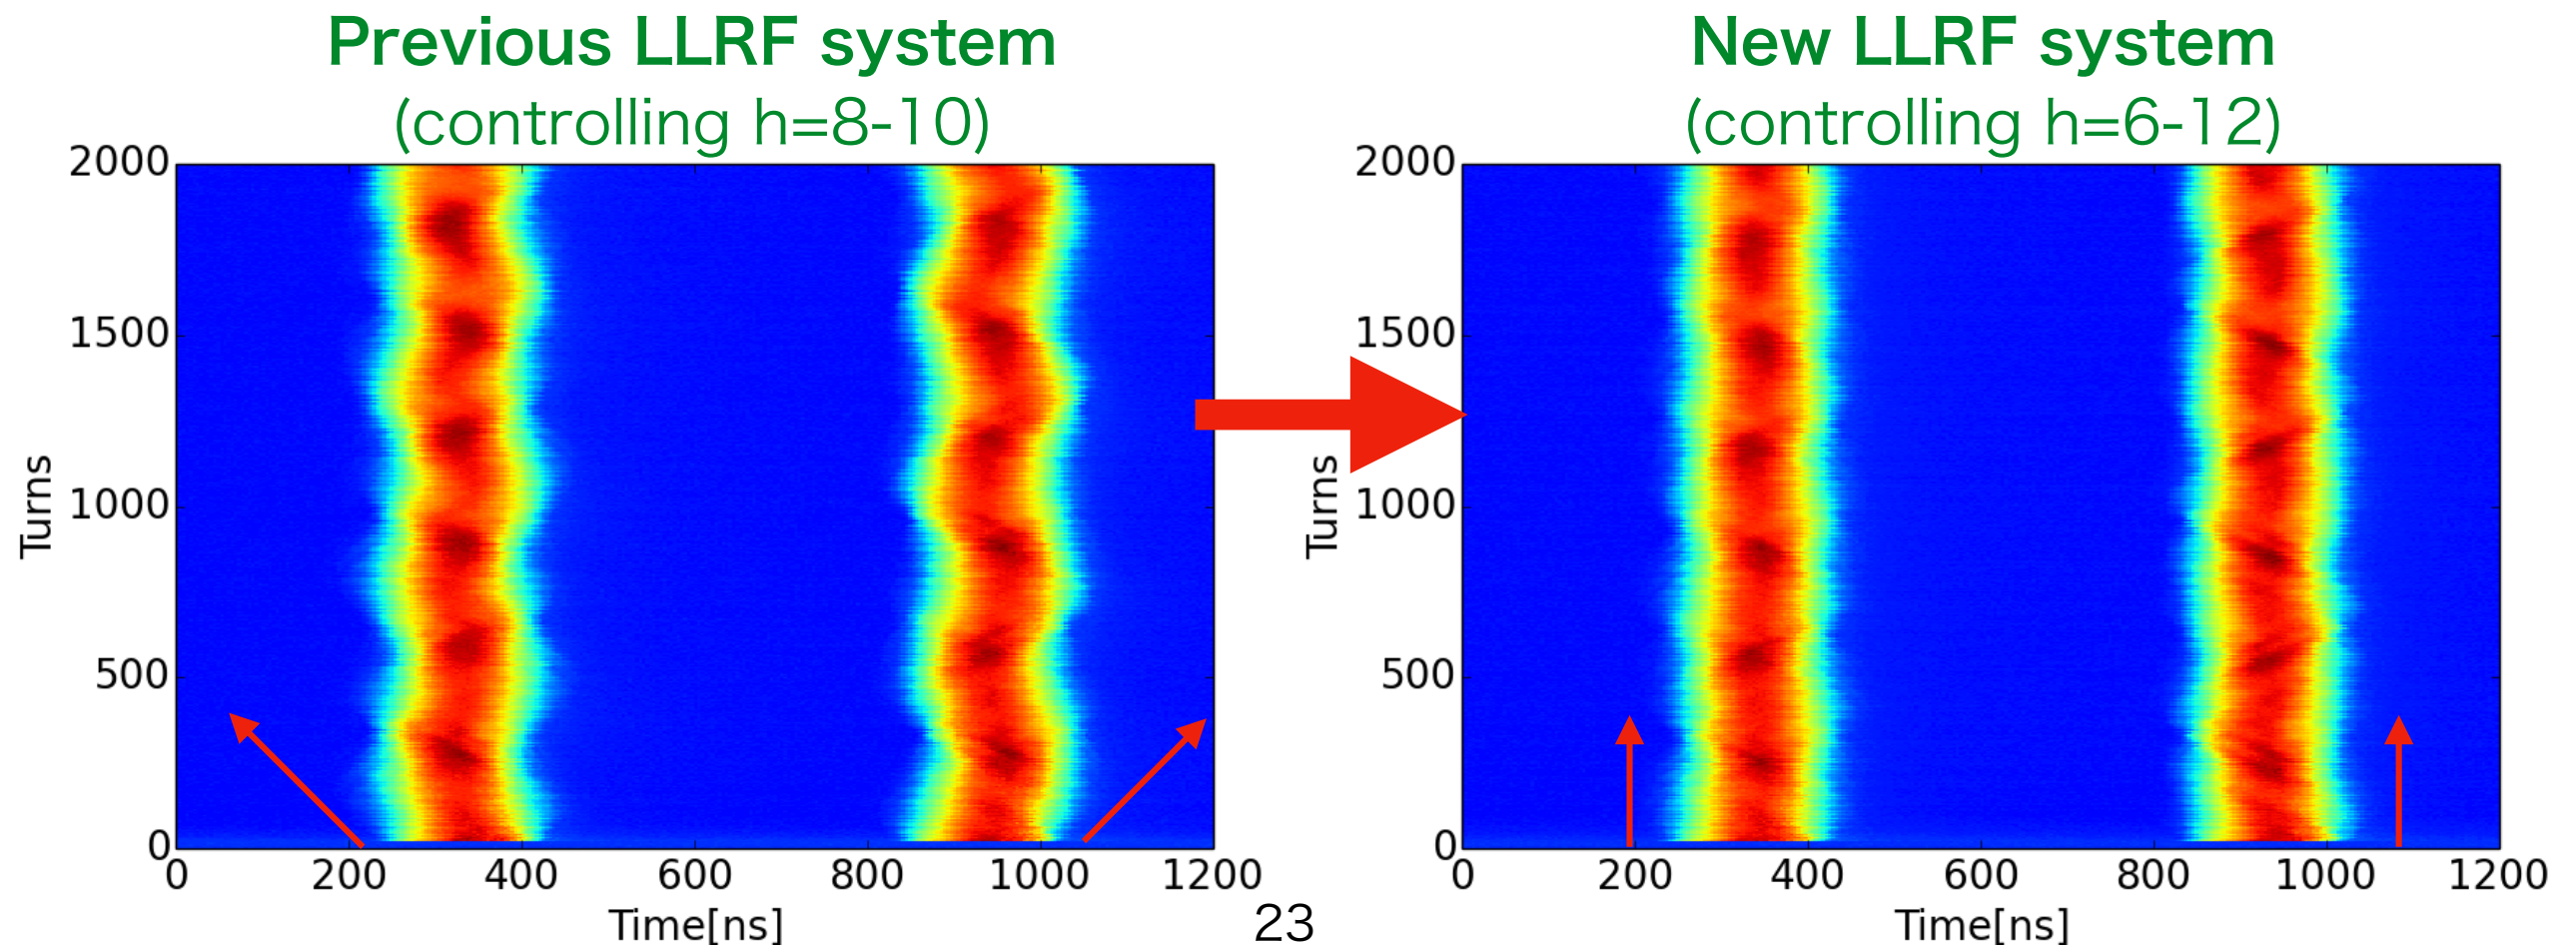 Previous LLRF system
(controlling h=8-10)
2000
1500
1000
500
0
Turns
0 200 400 600 800 1000 1200
Time[ns]
New LLRF system
(controlling h=6-12)
2000
1500
1000
500
0
Turns
0 200 400 600 800 1000 1200
Time[ns]
23